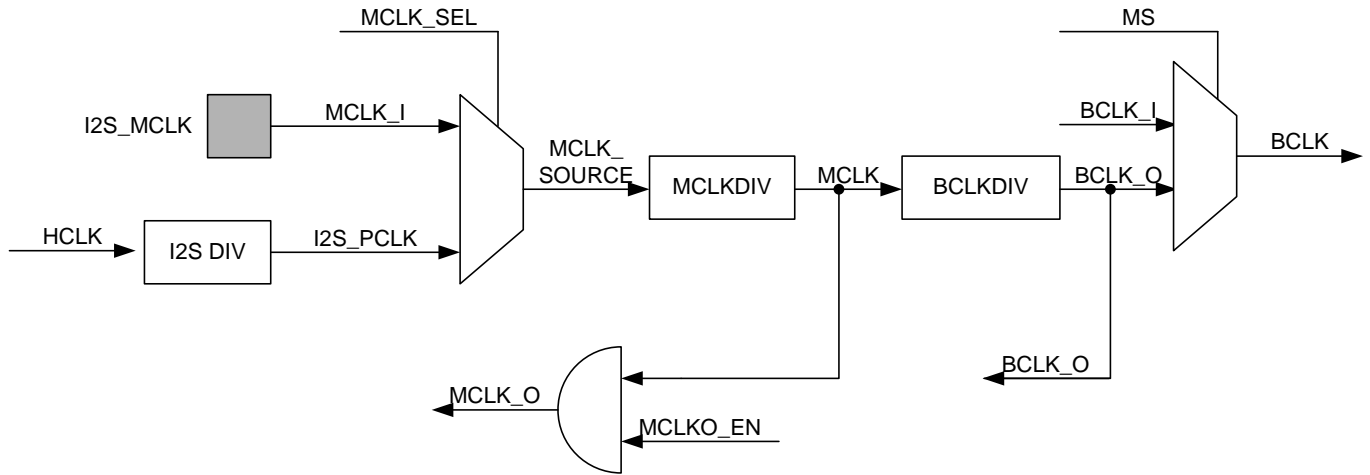 MCLK_SEL
MS
I2S_MCLK
MCLK_I
BCLK_I
MCLK_
SOURCE
MCLKDIV
MCLK
BCLKDIV
BCLK_O
BCLK
HCLK
I2S DIV
I2S_PCLK
BCLK_O
MCLK_O
MCLKO_EN